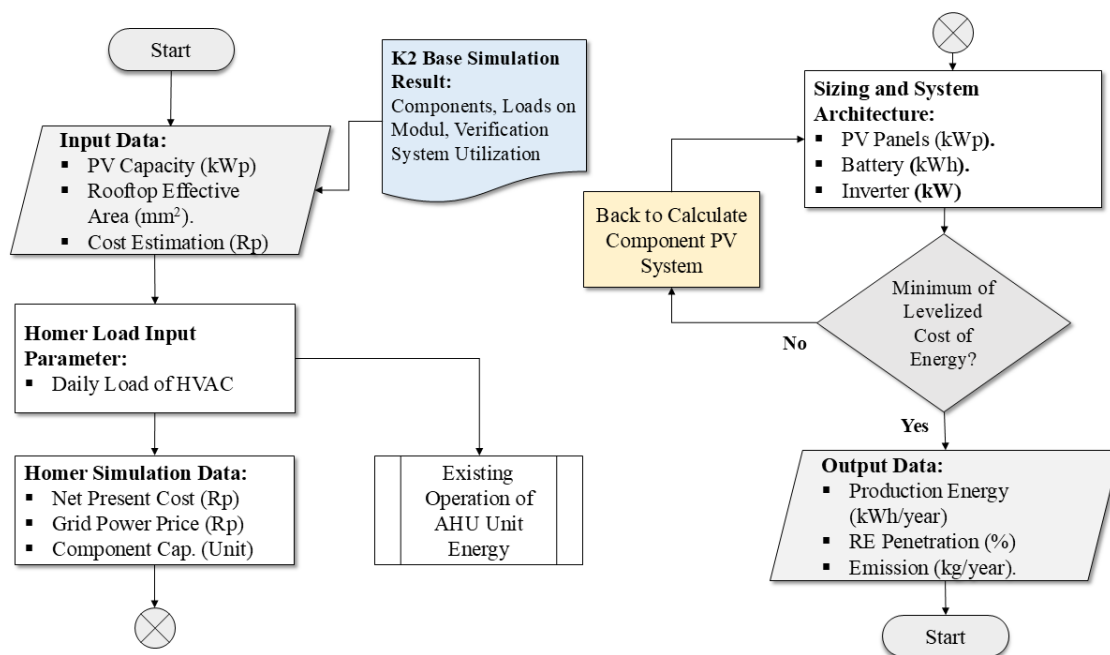 Start
K2 Base Simulation
Result:
Components, Loads on
Modul, Verification
System Utilization
Input Data:
▪ PV Capacity (kWp)
▪ Rooftop Effective
Area (mm²).
▪ Cost Estimation (Rp)
Homer Load Input
Parameter:
▪ Daily Load of HVAC
Homer Simulation Data:
▪ Net Present Cost (Rp)
▪ Grid Power Price (Rp)
▪ Component Cap. (Unit)
Existing
Operation of
AHU Unit
Energy
Sizing and System
Architecture:
▪ PV Panels (kWp).
▪ Battery (kWh).
▪ Inverter (kW)
Back to Calculate
Component PV
System
Minimum of
Levelized
Cost of
Energy?
No
Yes
Output Data:
▪ Production Energy
(kWh/year)
▪ RE Penetration (%)
▪ Emission (kg/year).
Start